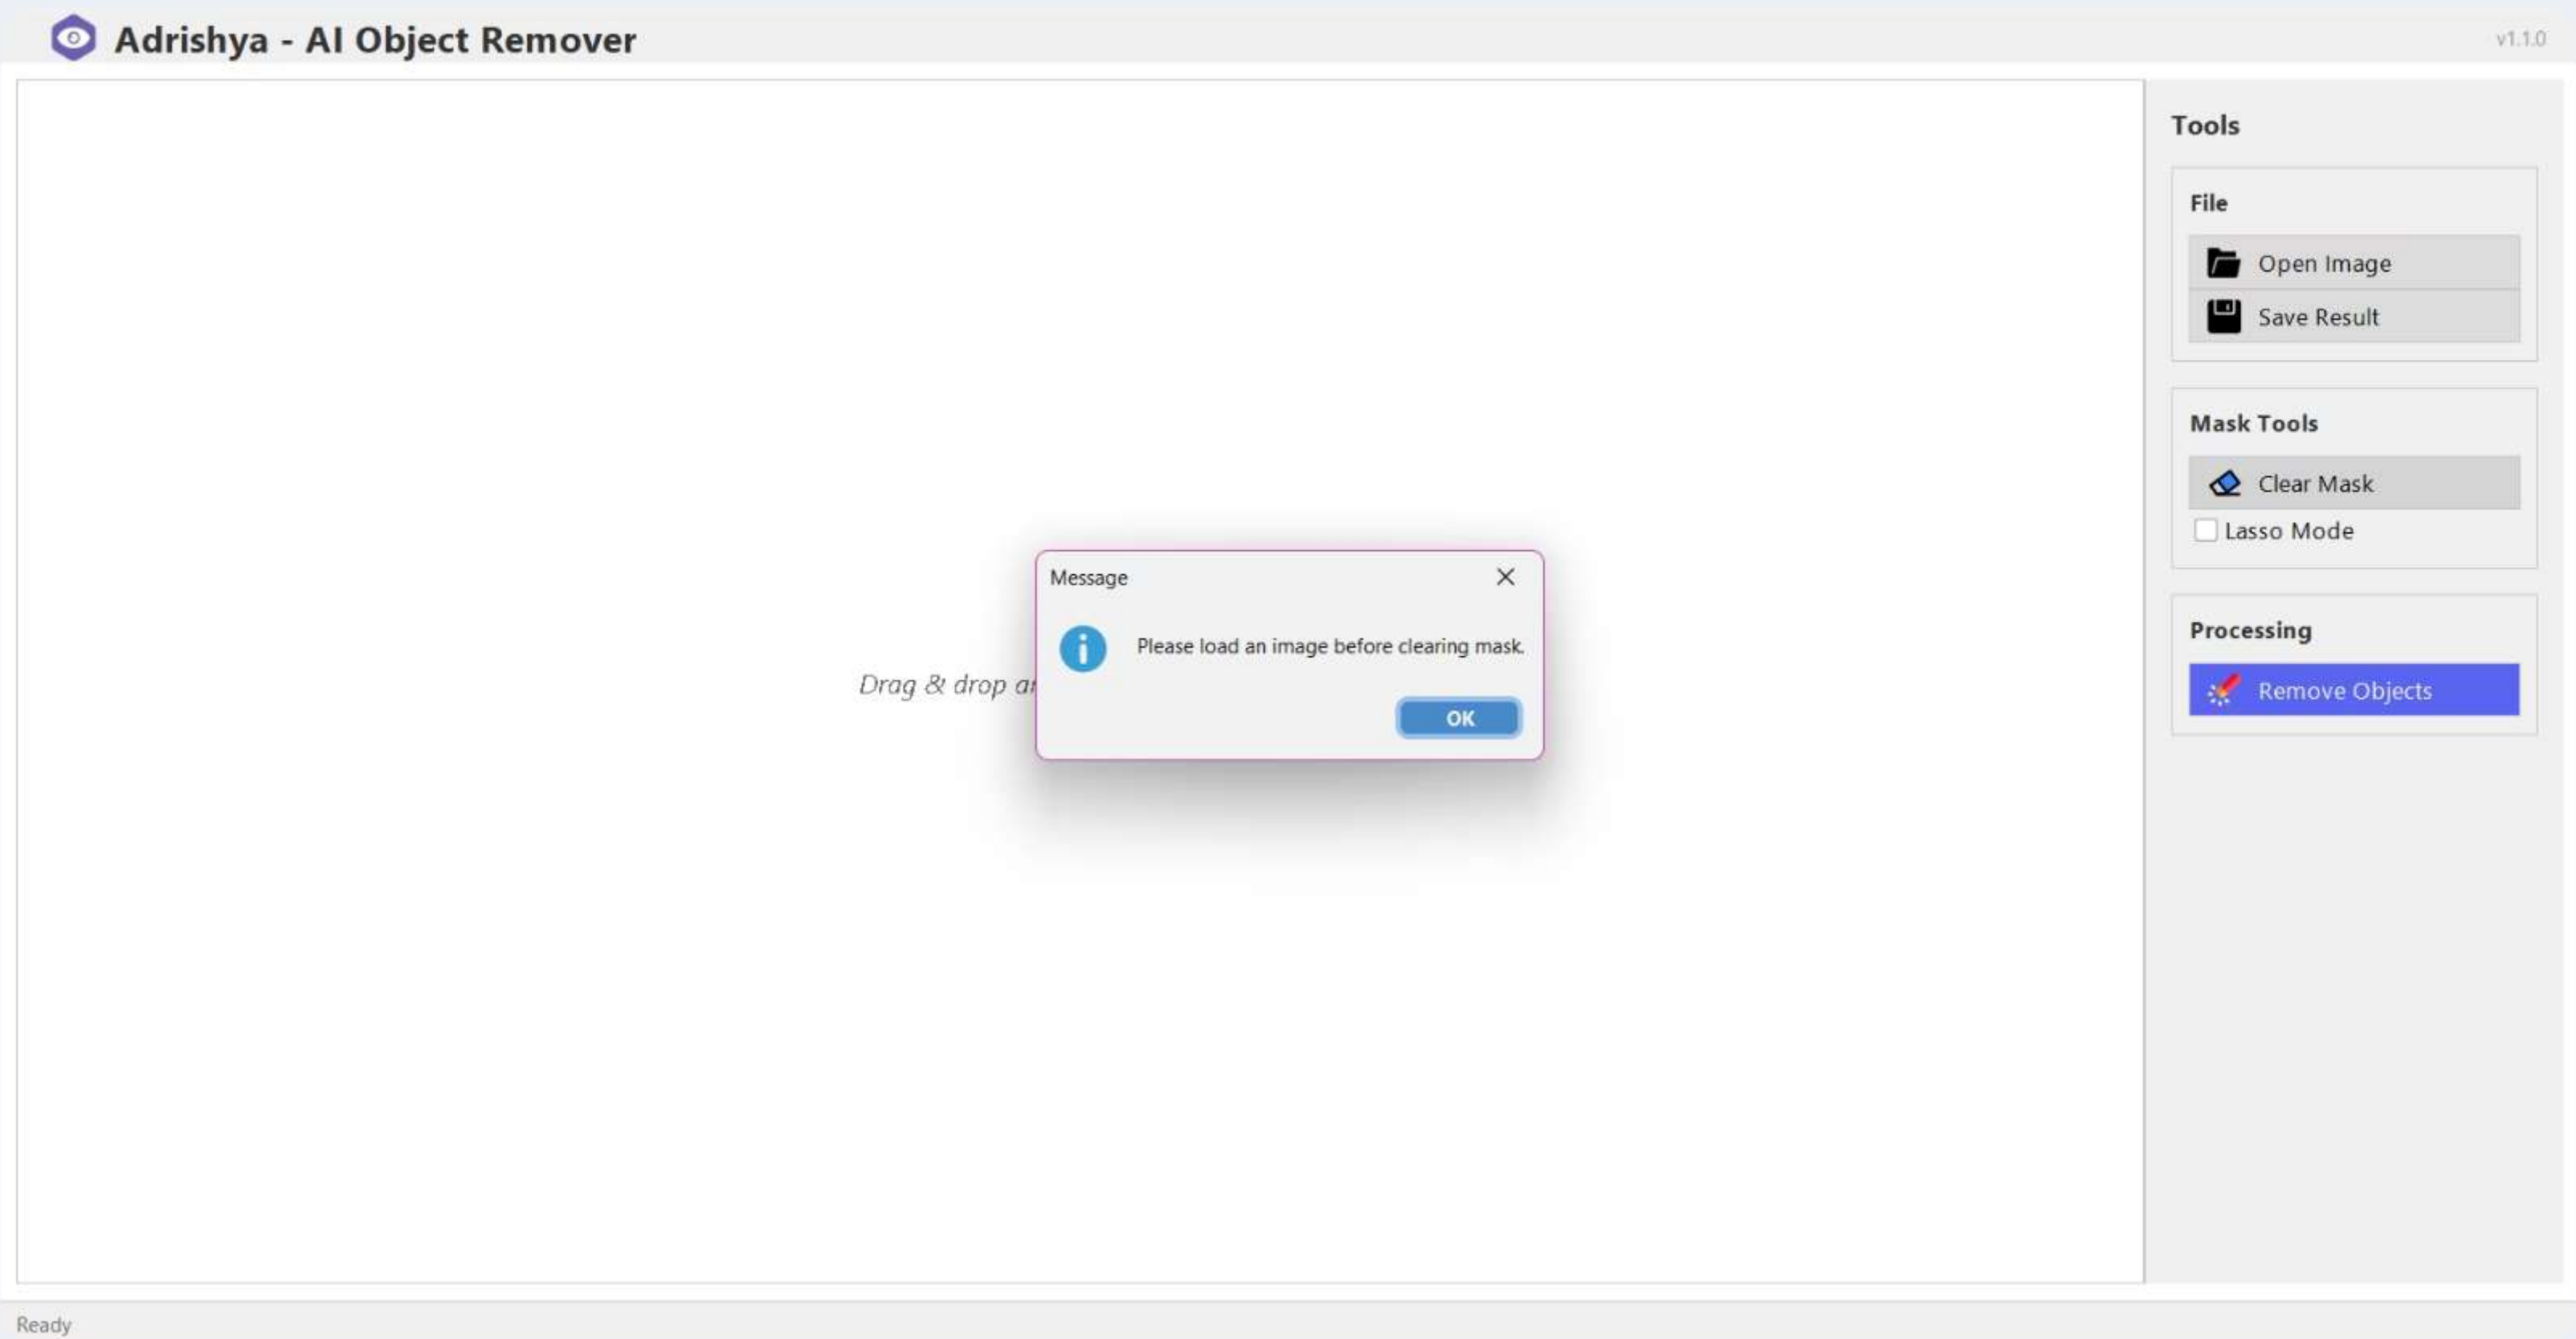 Adrishya - AI Object Remover
v1.1.0
Tools
File
Open Image
Save Result
Mask Tools
Clear Mask
Lasso Mode
Message
Please load an image before clearing mask.
OK
Drag & drop
Processing
Remove Objects
Ready